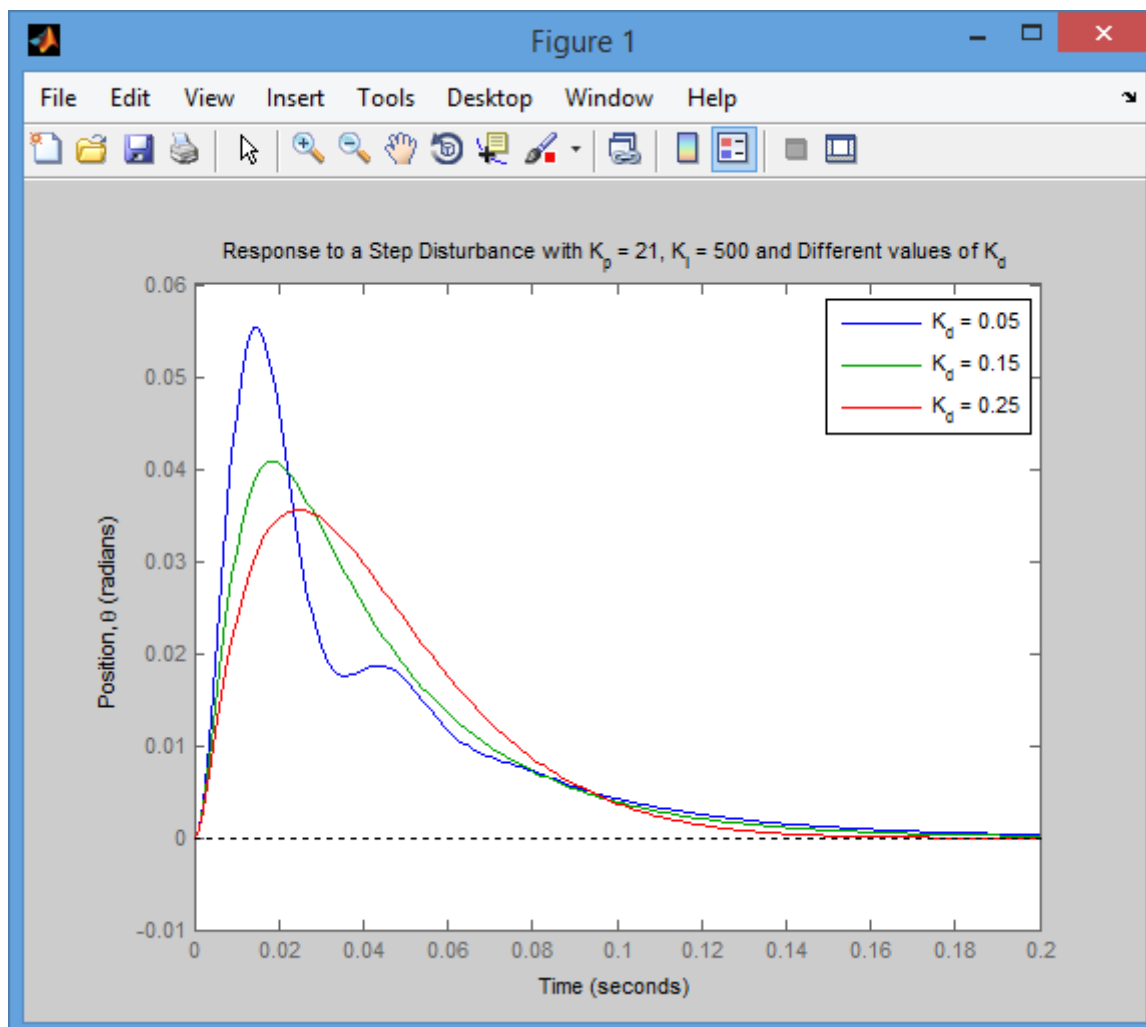 Figure 1
File Edit View Insert Tools Desktop Window Help
Response to a Step Disturbance with K_p = 21, K_i = 500 and Different values of K_d
0.06
K_d = 0.05
K_d = 0.15
K_d = 0.25
0.05
0.04
0.03
0.02
0.01
0
-0.01
Position, θ (radians)
0 0.02 0.04 0.06 0.08 0.1 0.12 0.14 0.16 0.18 0.2
Time (seconds)